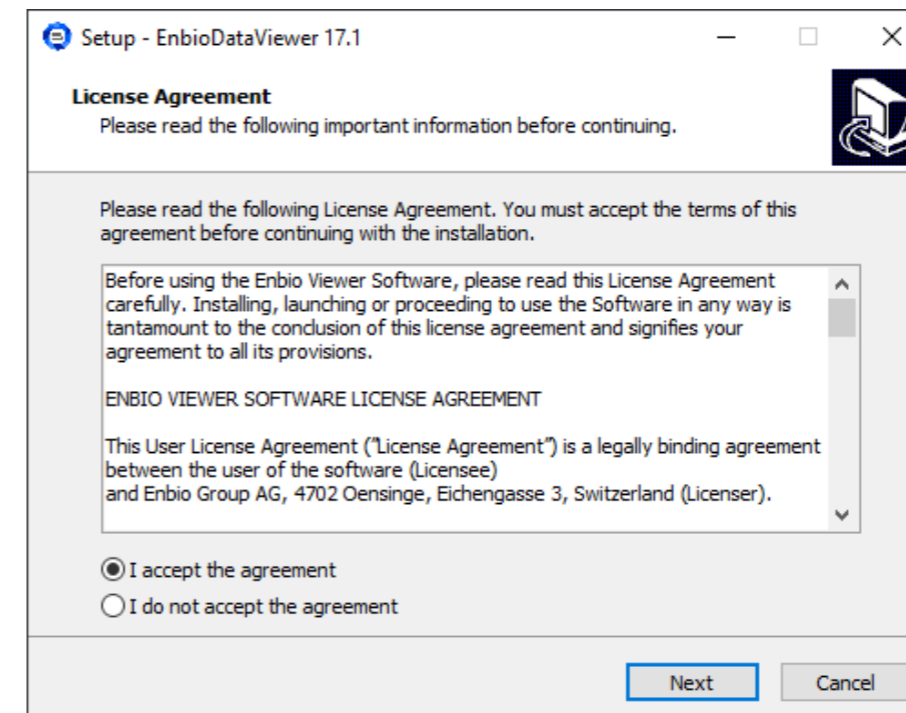 Setup - EnbioDataViewer 17.1
License Agreement
Please read the following important information before continuing.
Please read the following License Agreement. You must accept the terms of this
agreement before continuing with the installation.
Before using the Enbio Viewer Software, please read this License Agreement
carefully. Installing, launching or proceeding to use the Software in any way is
tantamount to the conclusion of this license agreement and signifies your
agreement to all its provisions.
ENBIO VIEWER SOFTWARE LICENSE AGREEMENT
This User License Agreement ("License Agreement") is a legally binding agreement
between the user of the software (Licensee)
and Enbio Group AG, 4702 Oensinge, Eichengasse 3, Switzerland (Licenser).
I accept the agreement
I do not accept the agreement
Next Cancel